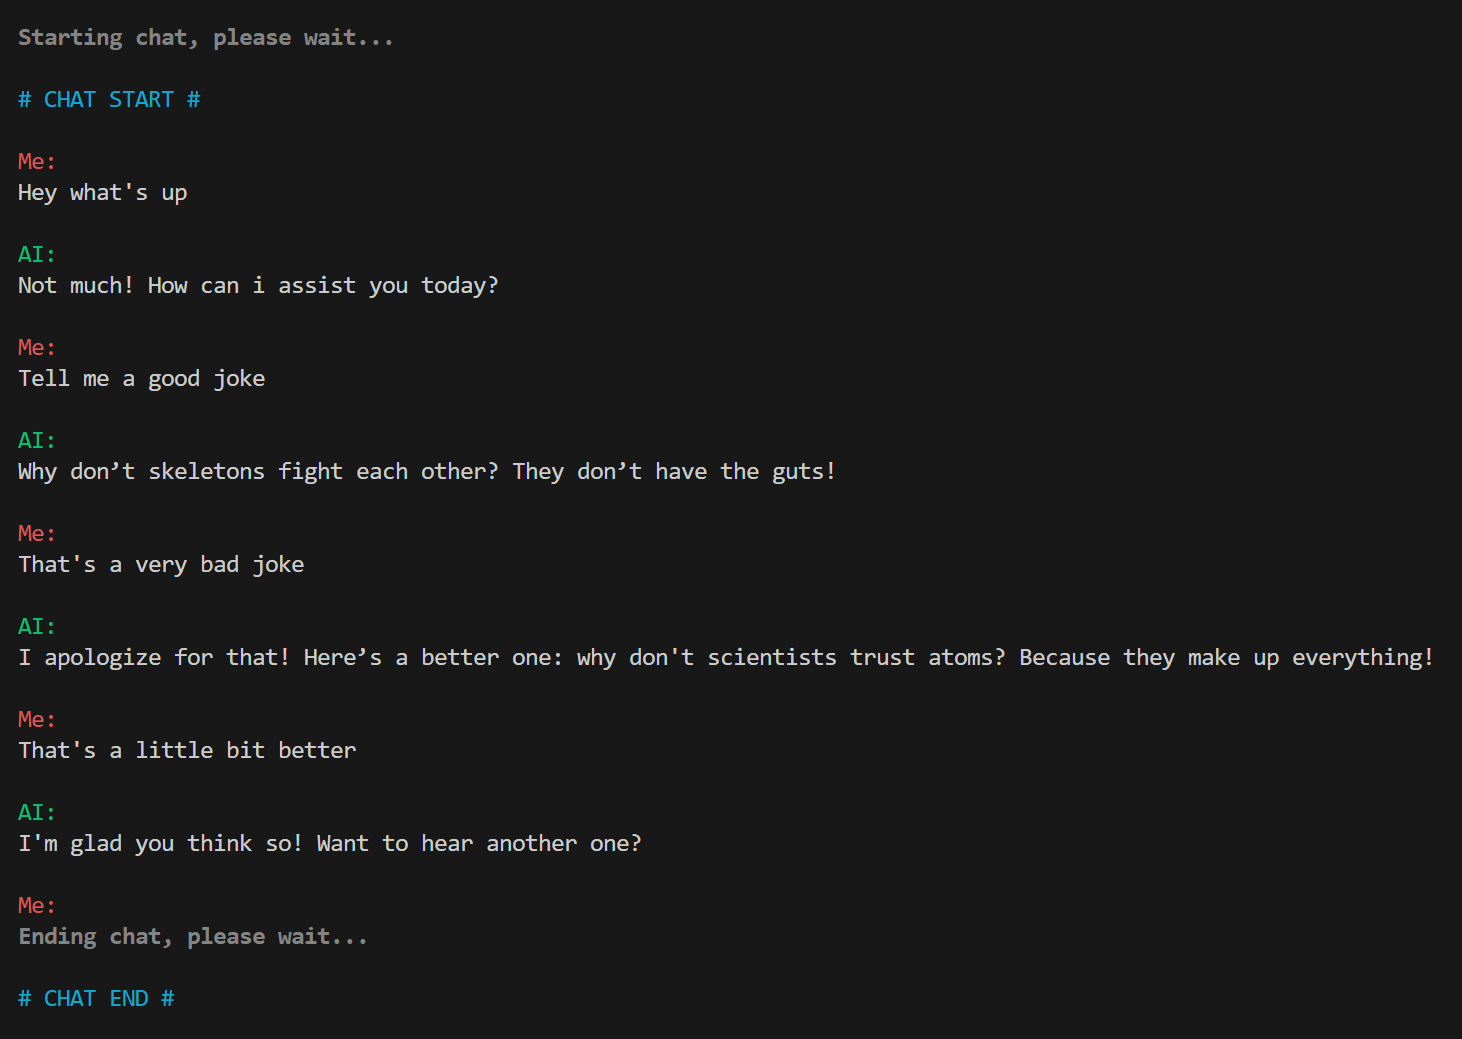 Starting chat, please wait...
# CHAT START #
Me:
Hey what's up
AI:
Not much! How can i assist you today?
Me:
Tell me a good joke
AI:
Why don’t skeletons fight each other? They don’t have the guts!
Me:
That's a very bad joke
AI:
I apologize for that! Here’s a better one: why don't scientists trust atoms? Because they make up everything!
Me:
That's a little bit better
AI:
I'm glad you think so! Want to hear another one?
Me:
Ending chat, please wait...
# CHAT END #